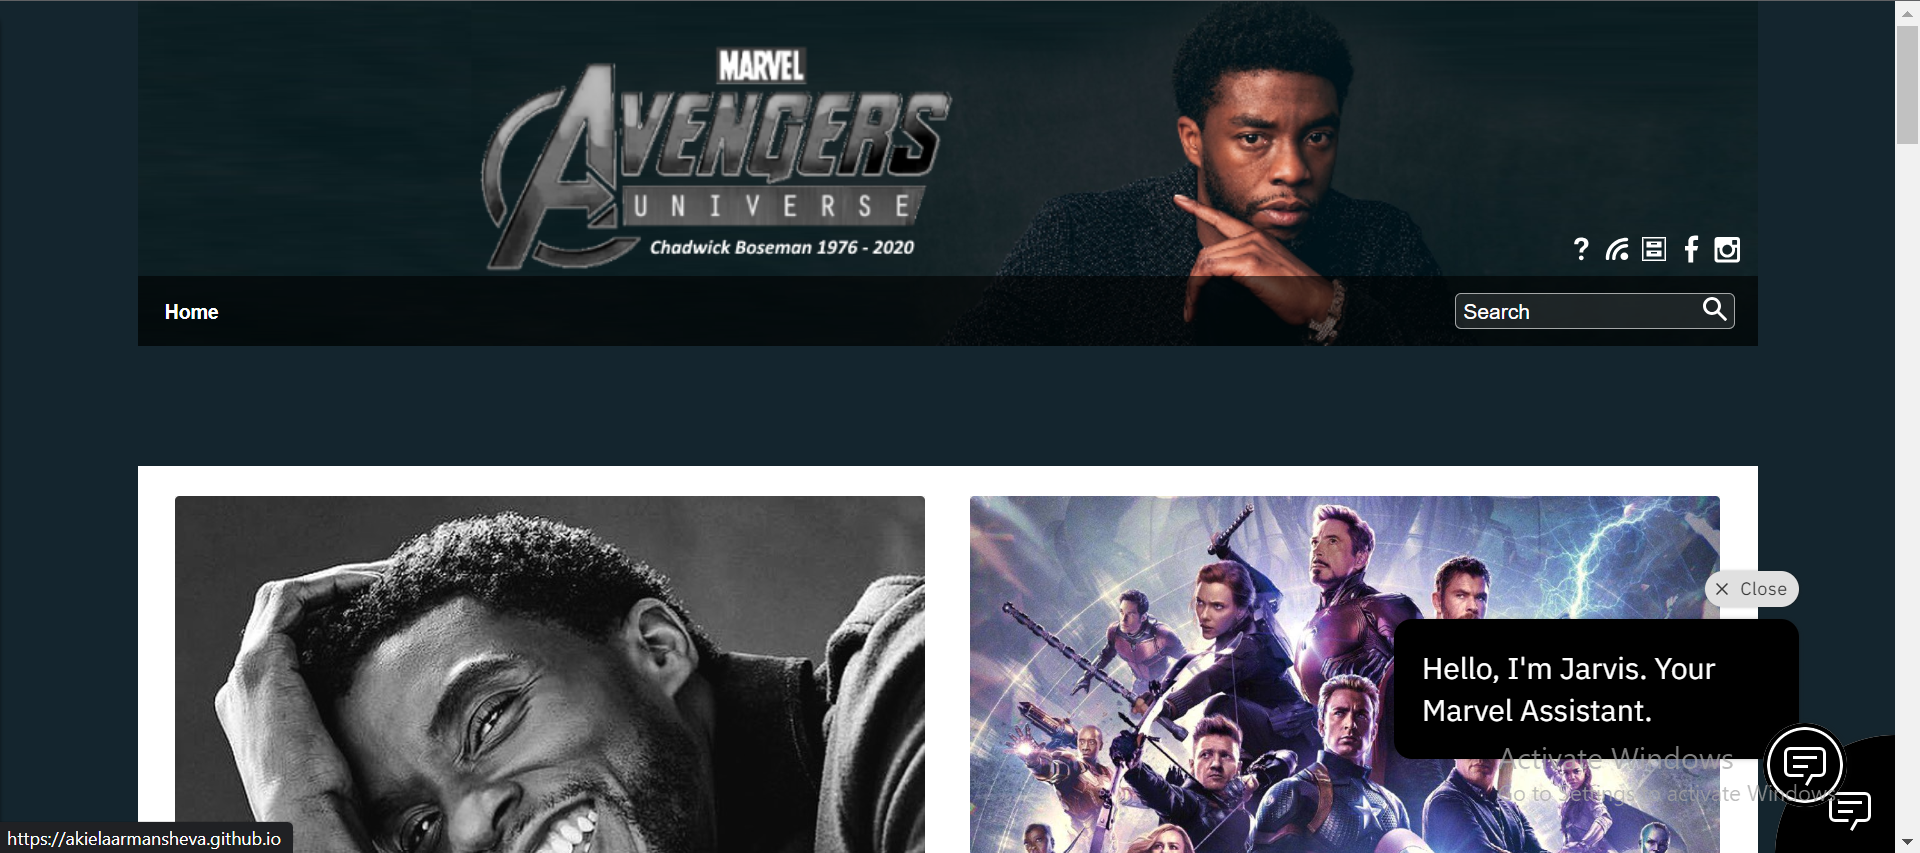 MARVEL
AVENGERS
UNIVERSE
Chadwick Boseman 1976 - 2020
Home
Search
Close
Hello, I'm Jarvis. Your
Marvel Assistant.
Activate Windows
Go to Settings to activate Windows.
https://akielaarmansheva.github.io